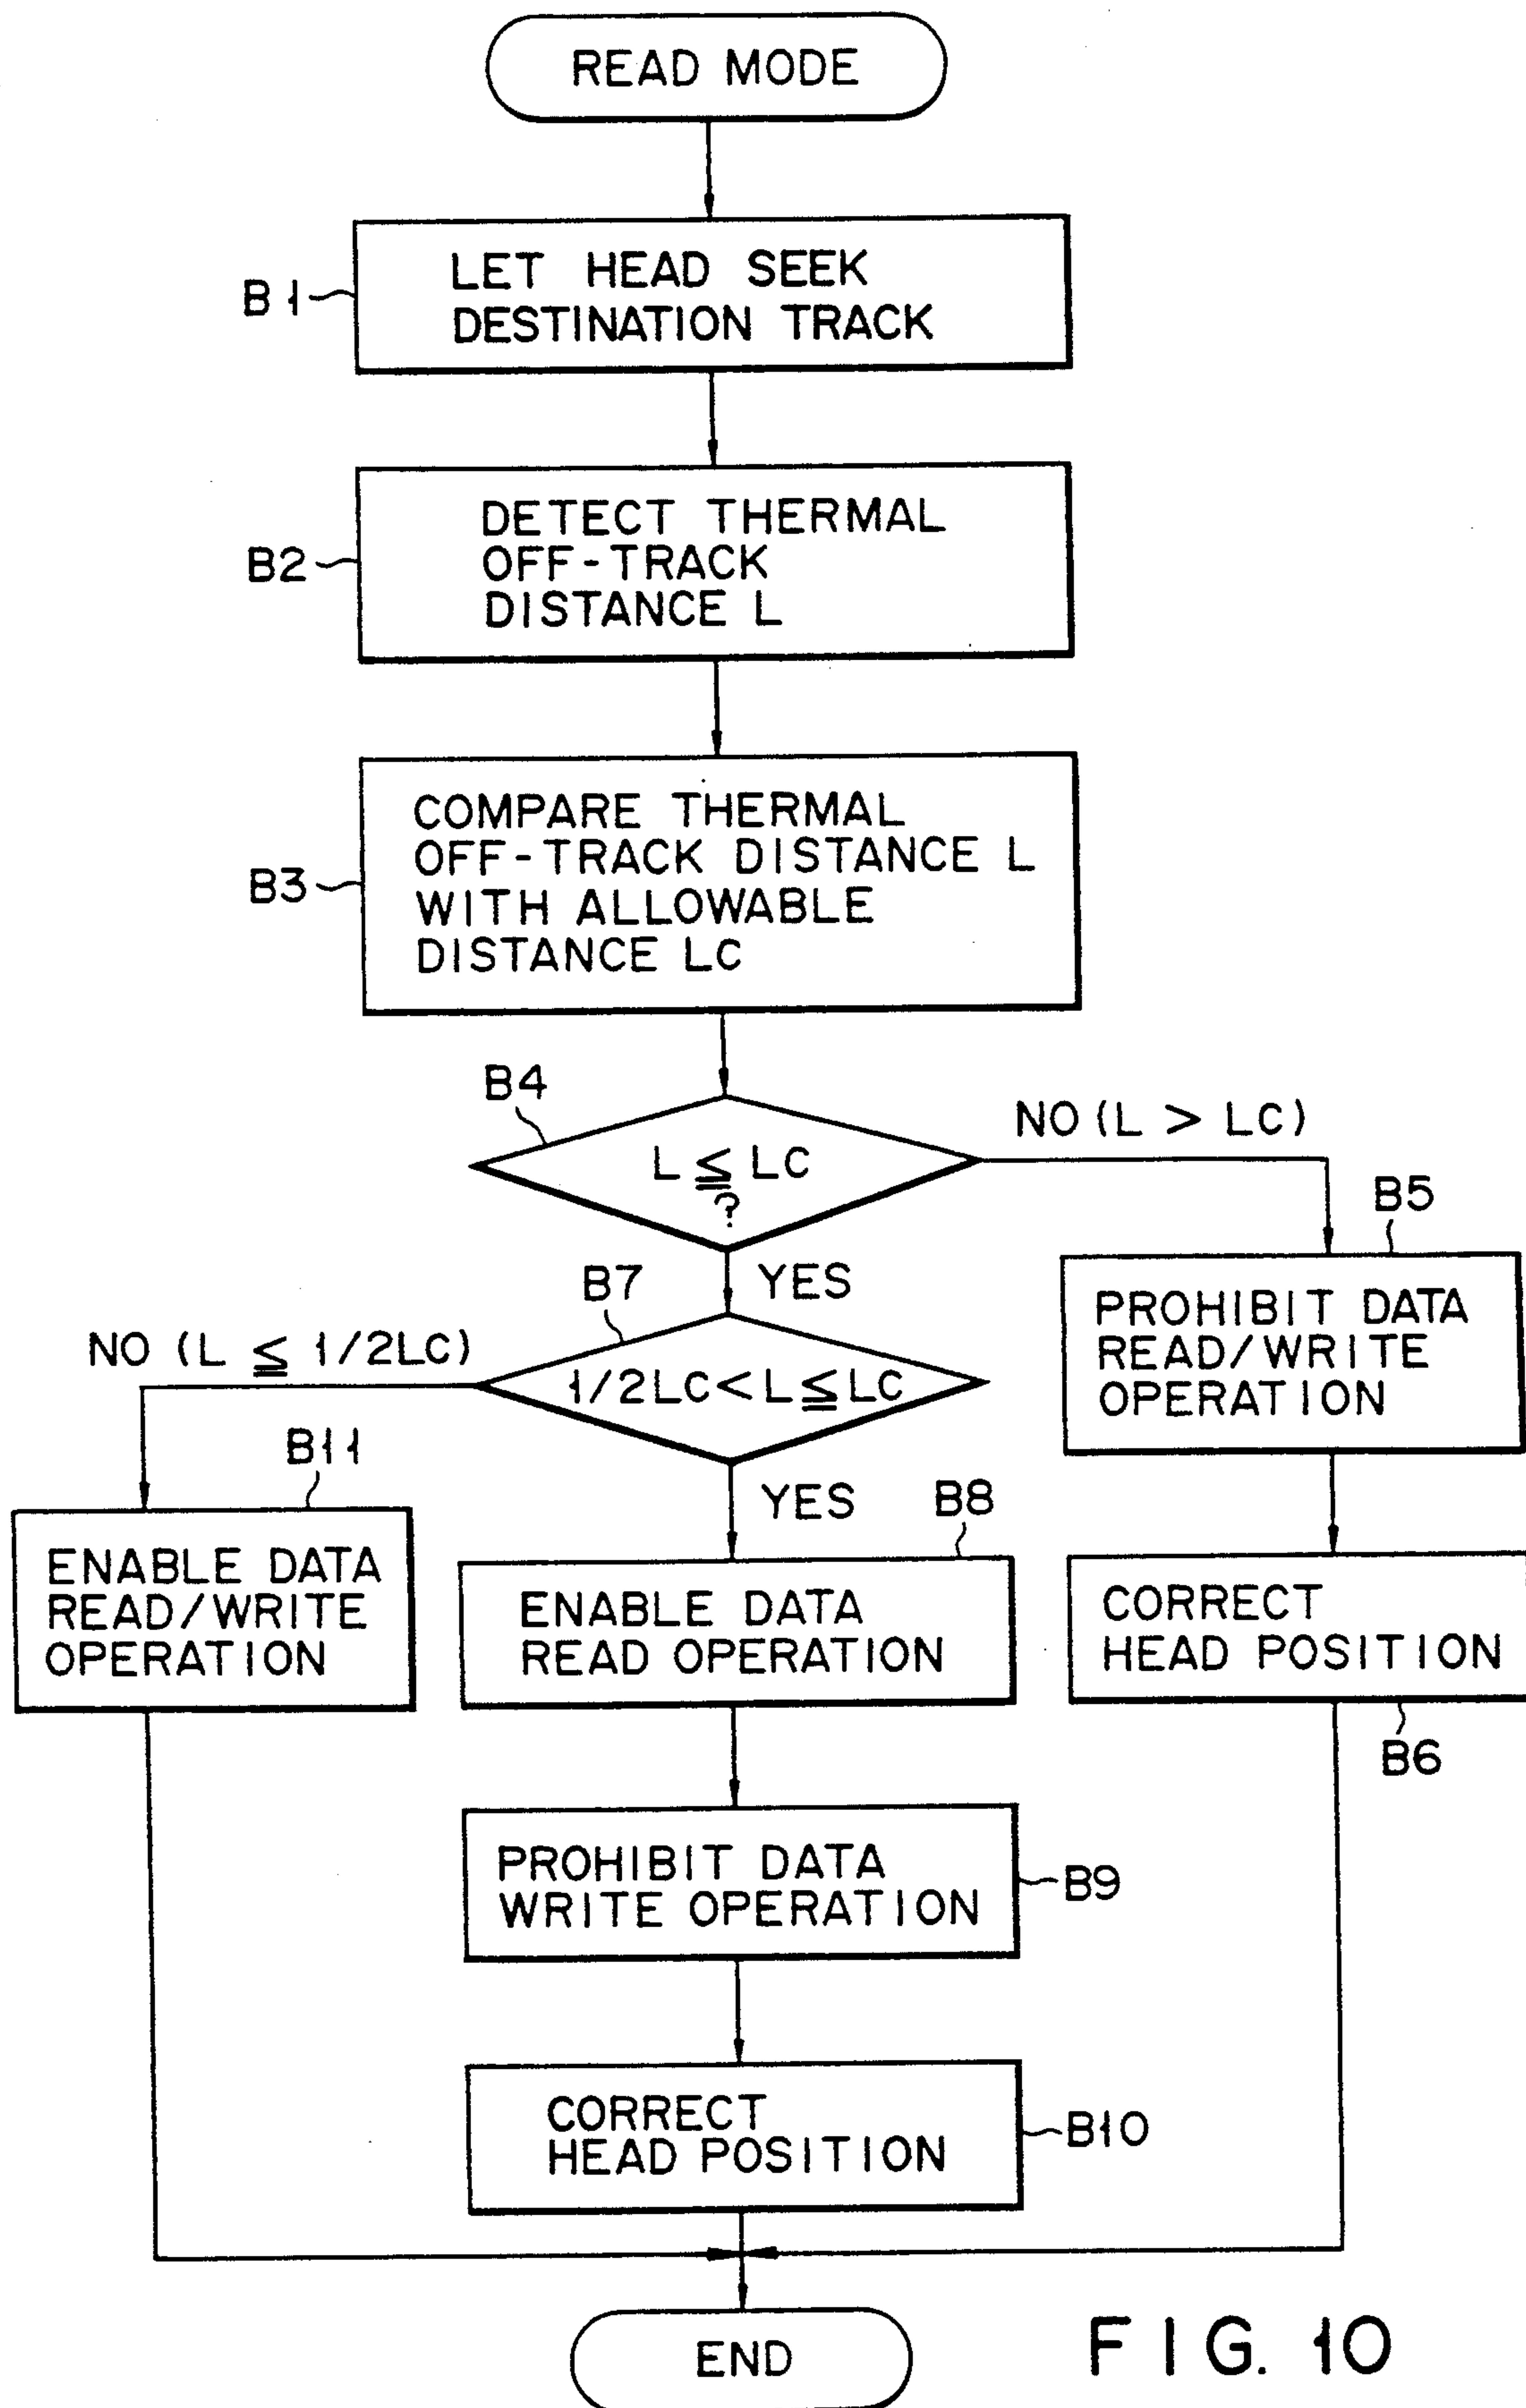 READ MODE
B1
LET HEAD SEEK
DESTINATION TRACK
B2
DETECT THERMAL
OFF-TRACK
DISTANCE L
B3
COMPARE THERMAL
OFF-TRACK DISTANCE L
WITH ALLOWABLE
DISTANCE LC
B4
L ≦ LC
?
NO (L > LC)
YES
B5
PROHIBIT DATA
READ/WRITE
OPERATION
CORRECT
HEAD POSITION
B6
B7
1/2LC<L≦LC
NO (L ≦ 1/2LC)
YES
B11
ENABLE DATA
READ/WRITE
OPERATION
B8
ENABLE DATA
READ OPERATION
PROHIBIT DATA
WRITE OPERATION
B9
CORRECT
HEAD POSITION
B10
END
FIG. 10